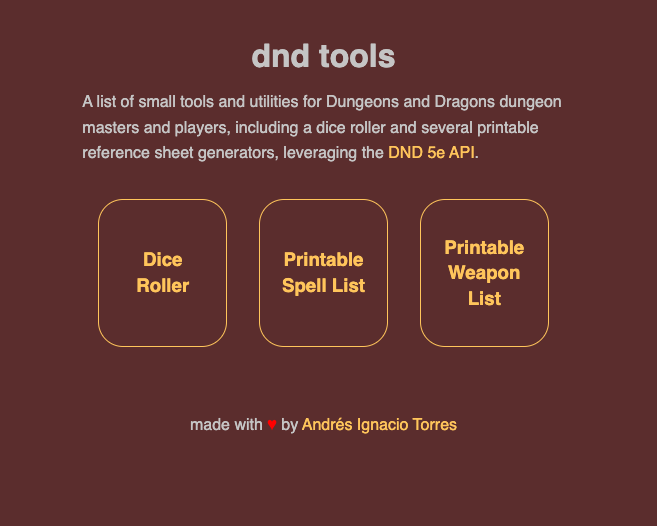 dnd tools
A list of small tools and utilities for Dungeons and Dragons dungeon
masters and players, including a dice roller and several printable
reference sheet generators, leveraging the DND 5e API.
Dice
Roller
Printable
Spell List
Printable
Weapon
List
made with ♥ by Andrés Ignacio Torres